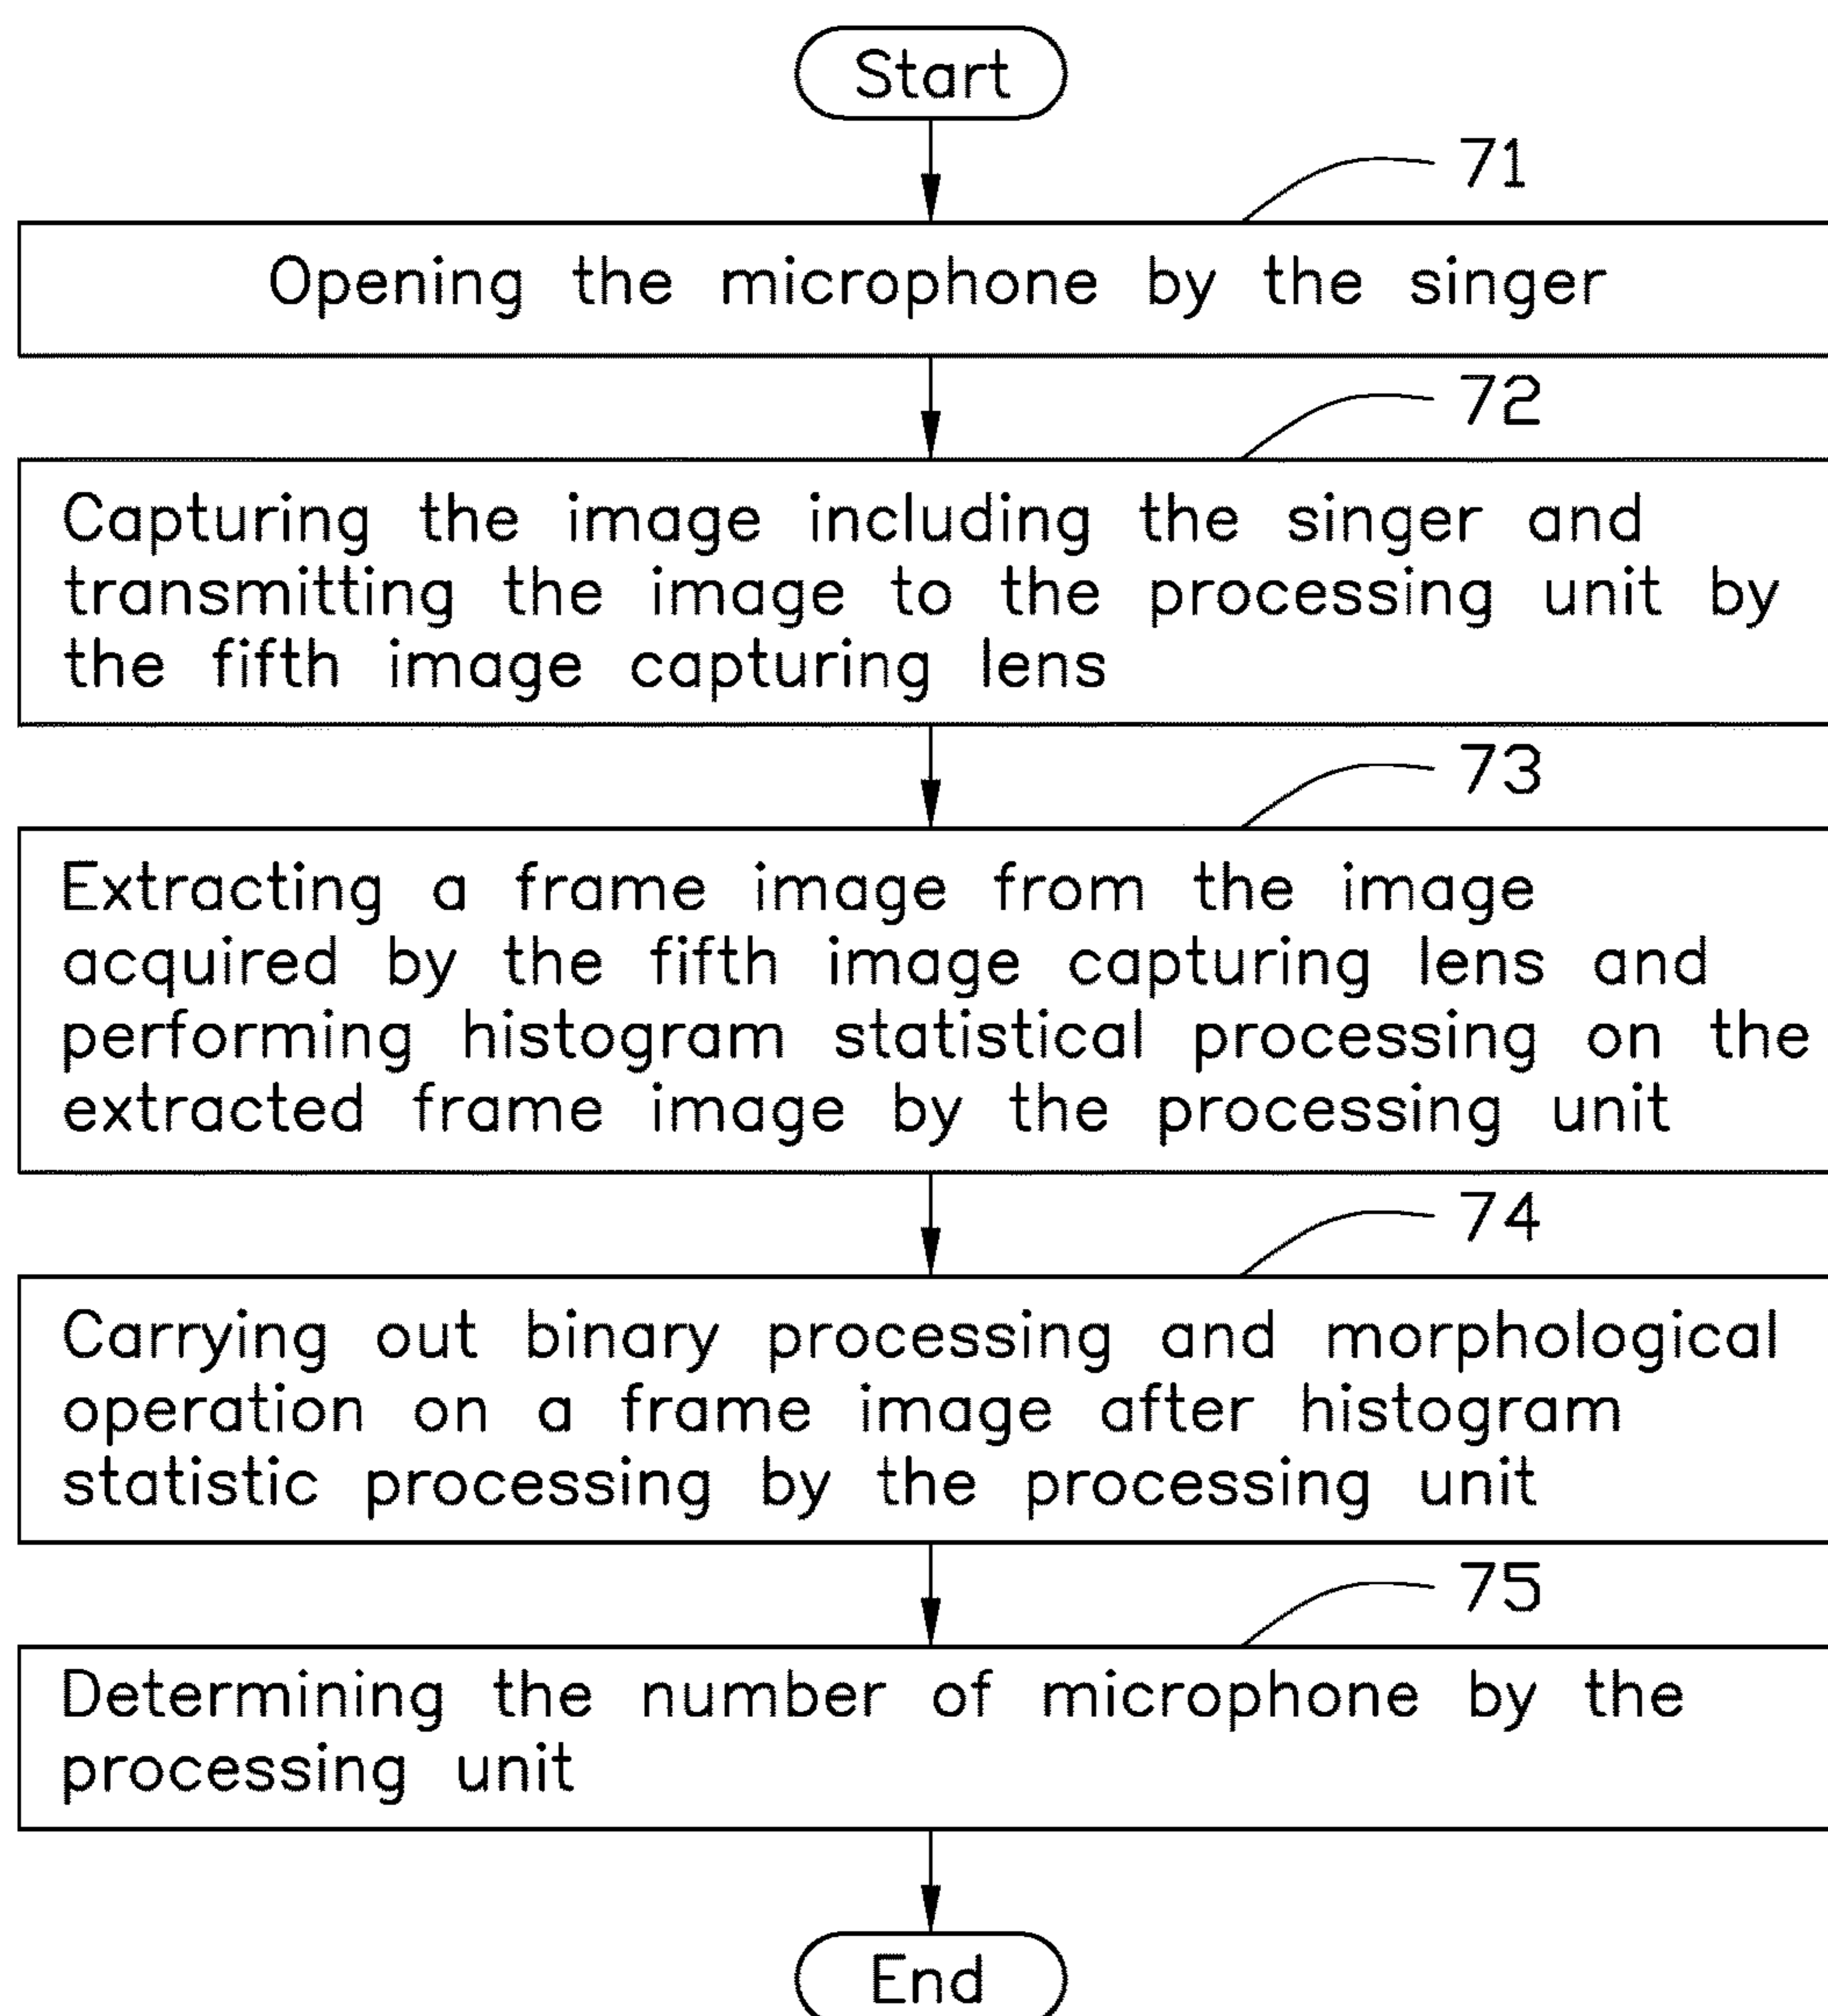 Start
71
Opening the microphone by the singer
72
Capturing the image including the singer and
transmitting the image to the processing unit by
the fifth image capturing lens
73
Extracting a frame image from the image
acquired by the fifth image capturing lens and
performing histogram statistical processing on the
extracted frame image by the processing unit
74
Carrying out binary processing and morphological
operation on a frame image after histogram
statistic processing by the processing unit
75
Determining the number of microphone by the
processing unit
End